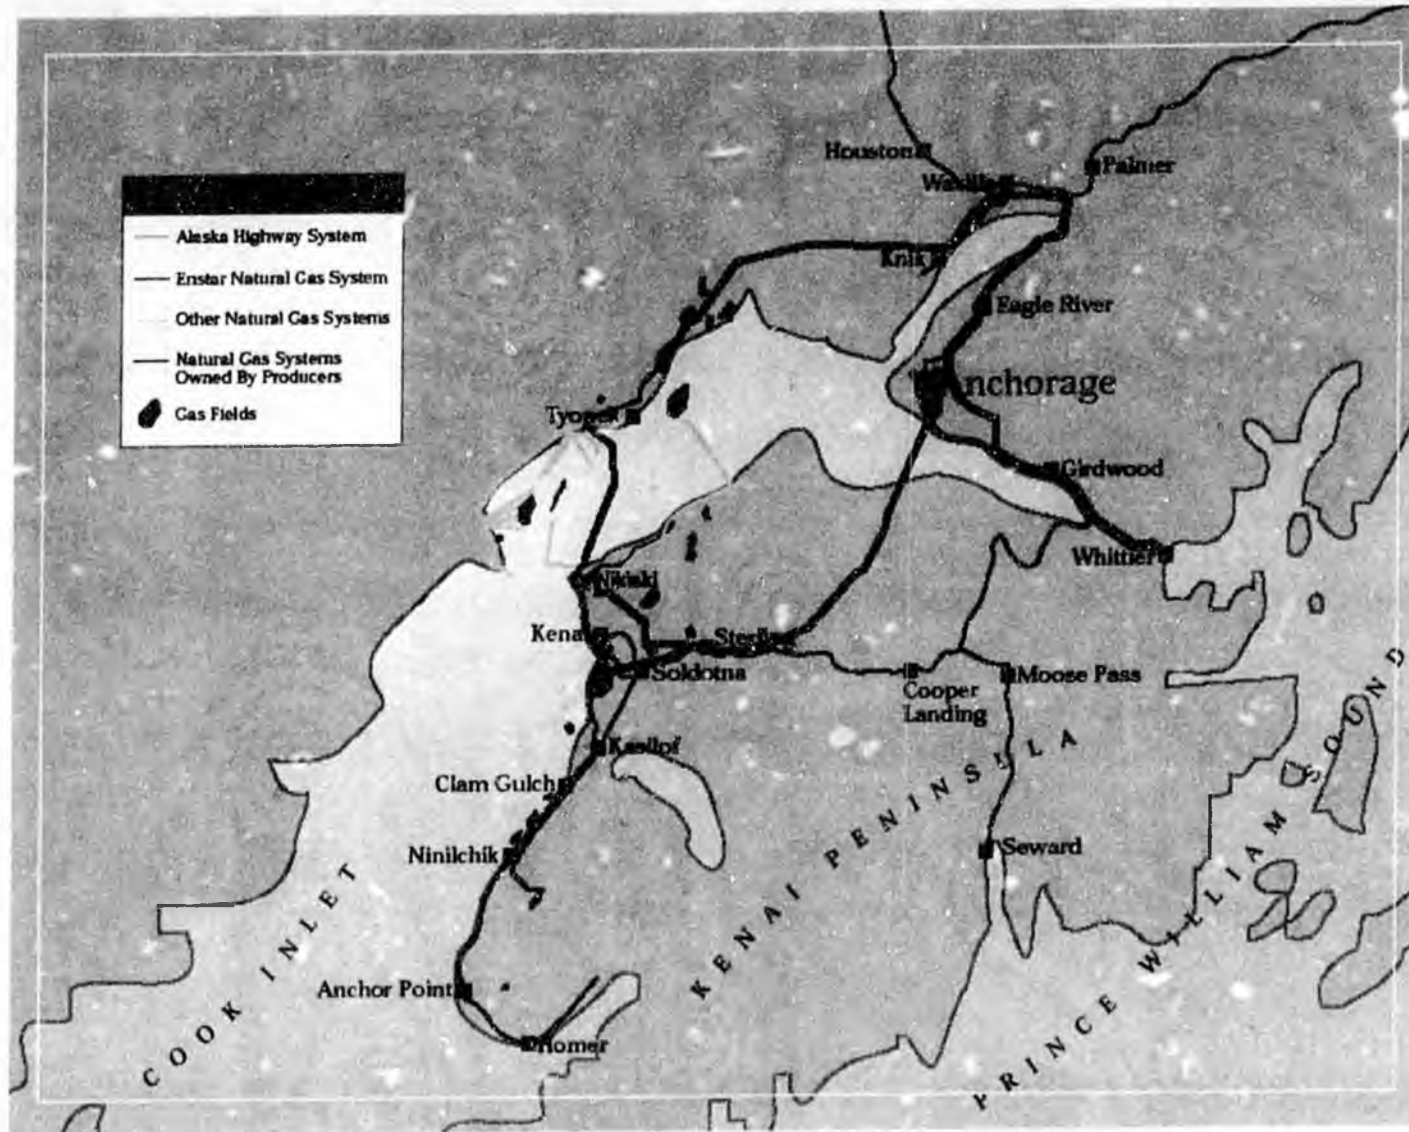 Alaska Highway System
Enstar Natural Gas System
Other Natural Gas Systems
Natural Gas Systems
Owned By Producers
Gas Fields
Houston
Palmer
Knik
Eagle River
Anchorage
Girdwood
Whittier
Nikiski
Kenai
Soldotna
Cooper
Landing
Moose Pass
Kasilof
Clam Gulch
Ninilchik
Seward
Anchor Point
Homer
COOK INLET
KENAI PENINSULA
PRINCE WILLIAM SOUND